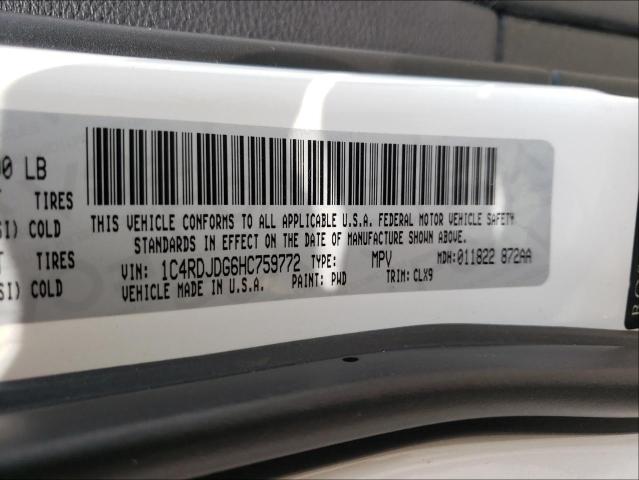 00 LB
TIRES
SI) COLD
TIRES
SI) COLD
THIS VEHICLE CONFORMS TO ALL APPLICABLE U.S.A. FEDERAL MOTOR VEHICLE SAFETY
STANDARDS IN EFFECT ON THE DATE OF MANUFACTURE SHOWN ABOVE.
VIN: 1C4RDJDG6HC759772 TYPE: MPV MDH: 011822 872AA
VEHICLE MADE IN U.S.A. PAINT: PWD TRIM: CLX9